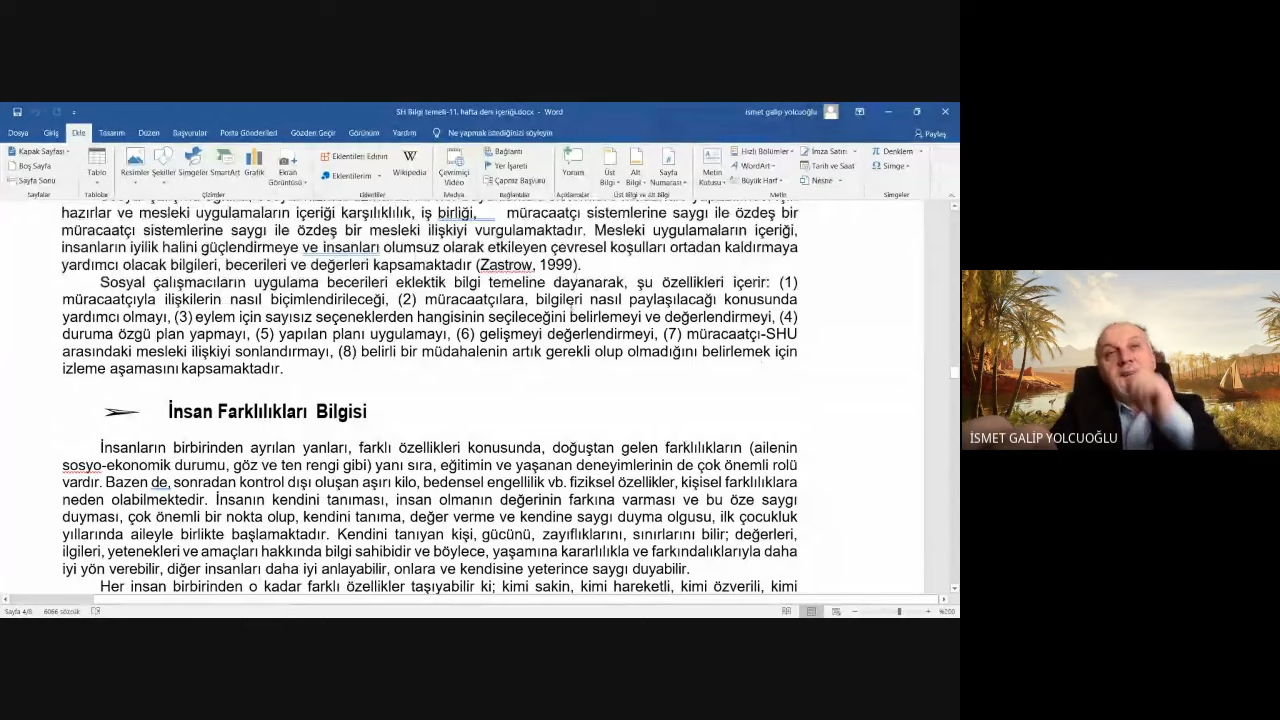 SH Bilgi temeli-11. hafta ders içeriği.docx - Word
ismet galip yolcuoğlu
Dosya Giriş Ekle Tasarım Düzen Başvurular Posta Gönderileri Gözden Geçir Görünüm Yardım Ne yapmak istediğinizi söyleyin Paylaş
Kapak Sayfası
Boş Sayfa
Sayfa Sonu
Sayfalar
Tablo
Tablolar
Resimler Şekiller Simgeler SmartArt Grafik Ekran Görüntüsü
Çizimler
Eklentileri Edinin
Eklentilerim
Wikipedia
Eklentiler
Çevrimiçi Video
Medya
Bağlantı
Yer İşareti
Çapraz Başvuru
Bağlantılar
Yorum
Açıklamalar
Üst Bilgi Alt Bilgi Sayfa Numarası
Üst Bilgi ve Alt Bilgi
Metin Kutusu
Hızlı Bölümler
WordArt
Büyük Harf
İmza Satırı
Tarih ve Saat
Nesne
Metin
Denklem
Simge
Simgeler
hazırlar ve mesleki uygulamaların içeriği karşılıklılık, iş birliği, müracaatçı sistemlerine saygı ile özdeş bir
müracaatçı sistemlerine saygı ile özdeş bir mesleki ilişkiyi vurgulamaktadır. Mesleki uygulamaların içeriği,
insanların iyilik halini güçlendirmeye ve insanları olumsuz olarak etkileyen çevresel koşulları ortadan kaldırmaya
yardımcı olacak bilgileri, becerileri ve değerleri kapsamaktadır (Zastrow, 1999).
Sosyal çalışmacıların uygulama becerileri eklektik bilgi temeline dayanarak, şu özellikleri içerir: (1)
müracaatçıyla ilişkilerin nasıl biçimlendirileceği, (2) müracaatçılara, bilgileri nasıl paylaşılacağı konusunda
yardımcı olmayı, (3) eylem için sayısız seçeneklerden hangisinin seçileceğini belirlemeyi ve değerlendirmeyi, (4)
duruma özgü plan yapmayı, (5) yapılan planı uygulamayı, (6) gelişmeyi değerlendirmeyi, (7) müracaatçı-SHU
arasındaki mesleki ilişkiyi sonlandırmayı, (8) belirli bir müdahalenin artık gerekli olup olmadığını belirlemek için
izleme aşamasını kapsamaktadır.
İnsan Farklılıkları Bilgisi
İnsanların birbirinden ayrılan yanları, farklı özellikleri konusunda, doğuştan gelen farklılıkların (ailenin
sosyo-ekonomik durumu, göz ve ten rengi gibi) yanı sıra, eğitimin ve yaşanan deneyimlerinin de çok önemli rolü
vardır. Bazen de, sonradan kontrol dışı oluşan aşırı kilo, bedensel engellilik vb. fiziksel özellikler, kişisel farklılıklara
neden olabilmektedir. İnsanın kendini tanıması, insan olmanın değerinin farkına varması ve bu öze saygı
duyması, çok önemli bir nokta olup, kendini tanıma, değer verme ve kendine saygı duyma olgusu, ilk çocukluk
yıllarında aileyle birlikte başlamaktadır. Kendini tanıyan kişi, gücünü, zayıflıklarını, sınırlarını bilir; değerleri,
ilgileri, yetenekleri ve amaçları hakkında bilgi sahibidir ve böylece, yaşamına kararlılıkla ve farkındalıklarıyla daha
iyi yön verebilir, diğer insanları daha iyi anlayabilir, onlara ve kendisine yeterince saygı duyabilir.
Her insan birbirinden o kadar farklı özellikler taşıyabilir ki; kimi sakin, kimi hareketli, kimi özverili, kimi
Sayfa 4/8 6066 sözcük
İSMET GALİP YOLCUOĞLU